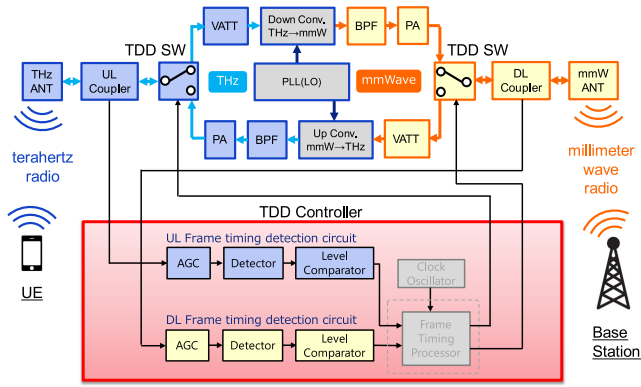 Down Conv.
THz→mmW
VATT
BPF
PA
TDD SW
TDD SW
THz
ANT
UL
Coupler
THz
PLL(LO)
mmWave
DL
Coupler
mmW
ANT
PA
BPF
Up Conv.
mmW→THz
VATT
terahertz
radio
millimeter
wave
radio
TDD Controller
UL Frame timing detection circuit
AGC
Detector
Level
Comparator
Clock
Oscillator
UE
DL Frame timing detection circuit
AGC
Detector
Level
Comparator
Frame
Timing
Processor
Base
Station